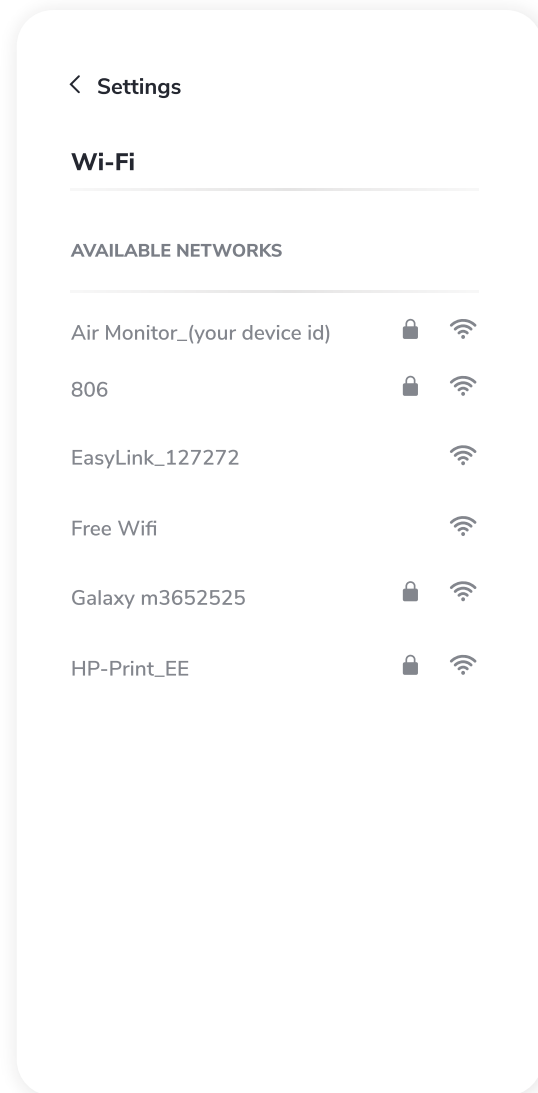 Settings
Wi-Fi
AVAILABLE NETWORKS
Air Monitor_(your device id)
806
EasyLink_127272
Free Wifi
Galaxy m3652525
HP-Print_EE